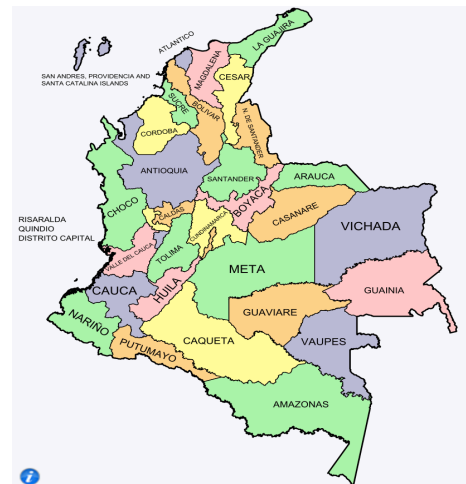 ATLANTICO
LA GUAJIRA
MAGDALENA
CESAR
SAN ANDRES, PROVIDENCIA AND
SANTA CATALINA ISLANDS
SUCRE
BOLIVAR
N. DE SANTANDER
CORDOBA
ANTIOQUIA
SANTANDER
ARAUCA
BOYACA
CHOCO
CALDAS
CUNDINAMARCA
CASANARE
RISARALDA
QUINDIO
DISTRITO CAPITAL
VICHADA
VALLE DEL CAUCA
TOLIMA
META
CAUCA
HUILA
GUAINIA
NARIÑO
GUAVIARE
PUTUMAYO
CAQUETA
VAUPES
AMAZONAS
i